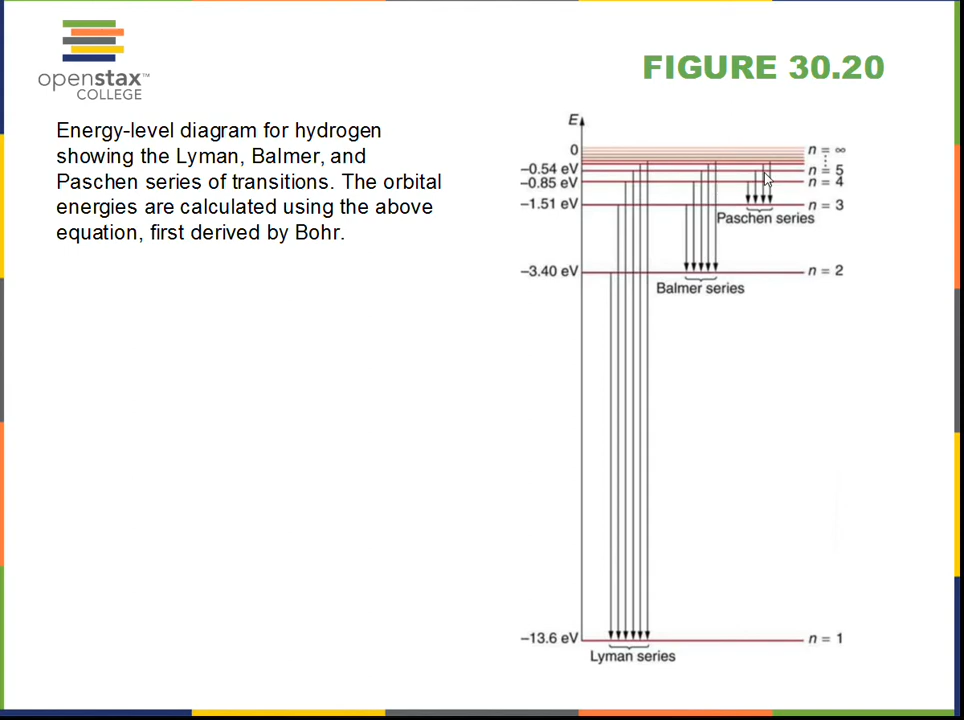 openstax™
COLLEGE
FIGURE 30.20
Energy-level diagram for hydrogen
showing the Lyman, Balmer, and
Paschen series of transitions. The orbital
energies are calculated using the above
equation, first derived by Bohr.
E
0
n = ∞
−0.54 eV
n = 5
−0.85 eV
n = 4
−1.51 eV
n = 3
Paschen series
−3.40 eV
n = 2
Balmer series
−13.6 eV
n = 1
Lyman series